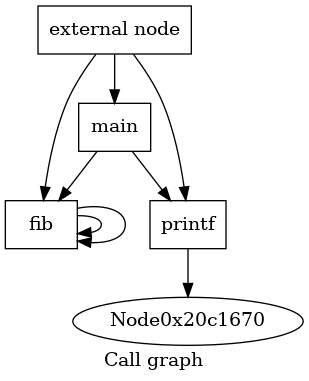 external node
main
fib
printf
Node0x20c1670
Call graph